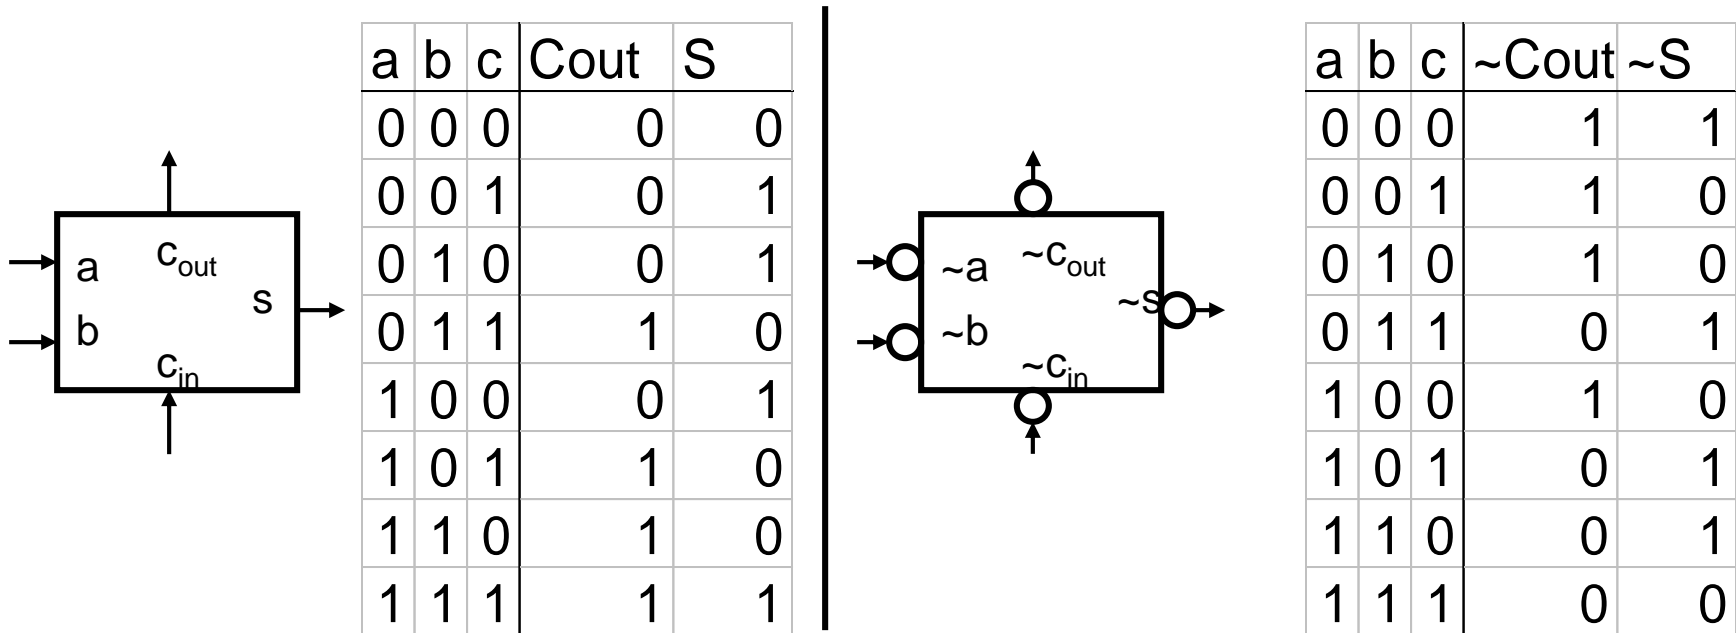 a b c Cout S
0 0 0 0 0
0 0 1 0 1
0 1 0 0 1
0 1 1 1 0
1 0 0 0 1
1 0 1 1 0
1 1 0 1 0
1 1 1 1 1
a
b
cout
s
cin
~a
~b
~cout
~s
~cin
a b c ~Cout ~S
0 0 0 1 1
0 0 1 1 0
0 1 0 1 0
0 1 1 0 1
1 0 0 1 0
1 0 1 0 1
1 1 0 0 1
1 1 1 0 0